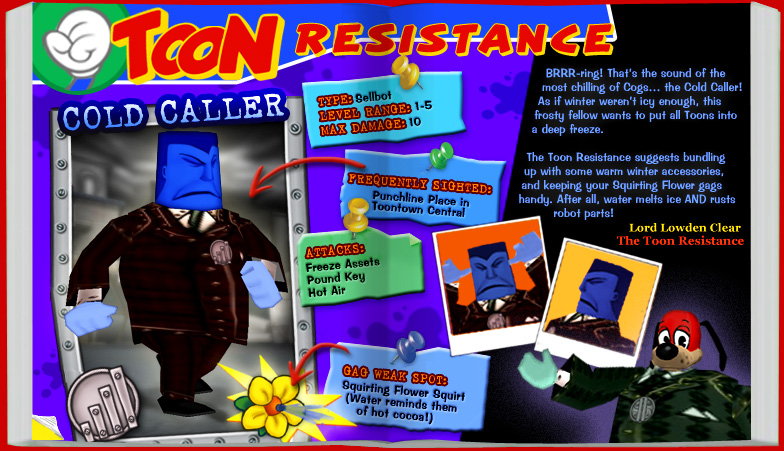 TOON RESISTANCE
COLD CALLER
TYPE: Sellbot
LEVEL RANGE: 1-5
MAX DAMAGE: 10
FREQUENTLY SIGHTED:
Punchline Place in
Toontown Central
ATTACKS:
Freeze Assets
Pound Key
Hot Air
GAG WEAK SPOT:
Squirting Flower Squirt
(Water reminds them
of hot cocoa!)
BRRR-ring! That's the sound of the
most chilling of Cogs... the Cold Caller!
As if winter weren't icy enough, this
frosty fellow wants to put all Toons into
a deep freeze.
The Toon Resistance suggests bundling
up with some warm winter accessories,
and keeping your Squirting Flower gags
handy. After all, water melts ice AND rusts
robot parts!
Lord Lowden Clear
The Toon Resistance